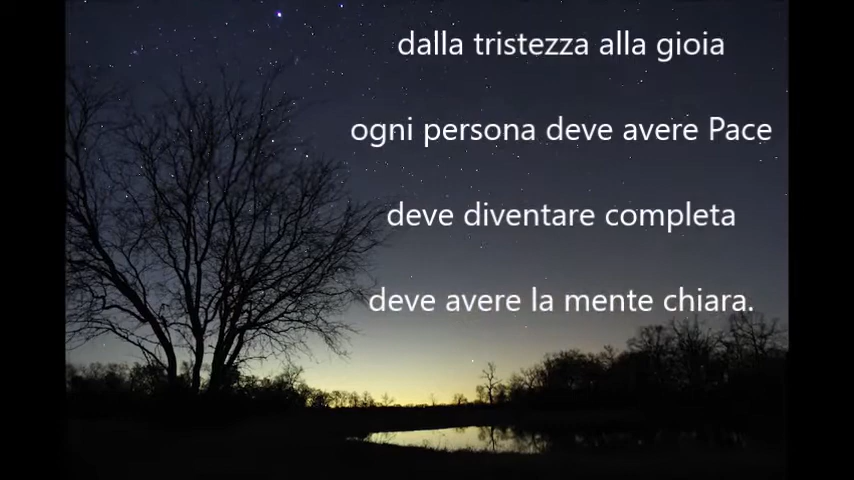 dalla tristezza alla gioia
ogni persona deve avere Pace
deve diventare completa
deve avere la mente chiara.